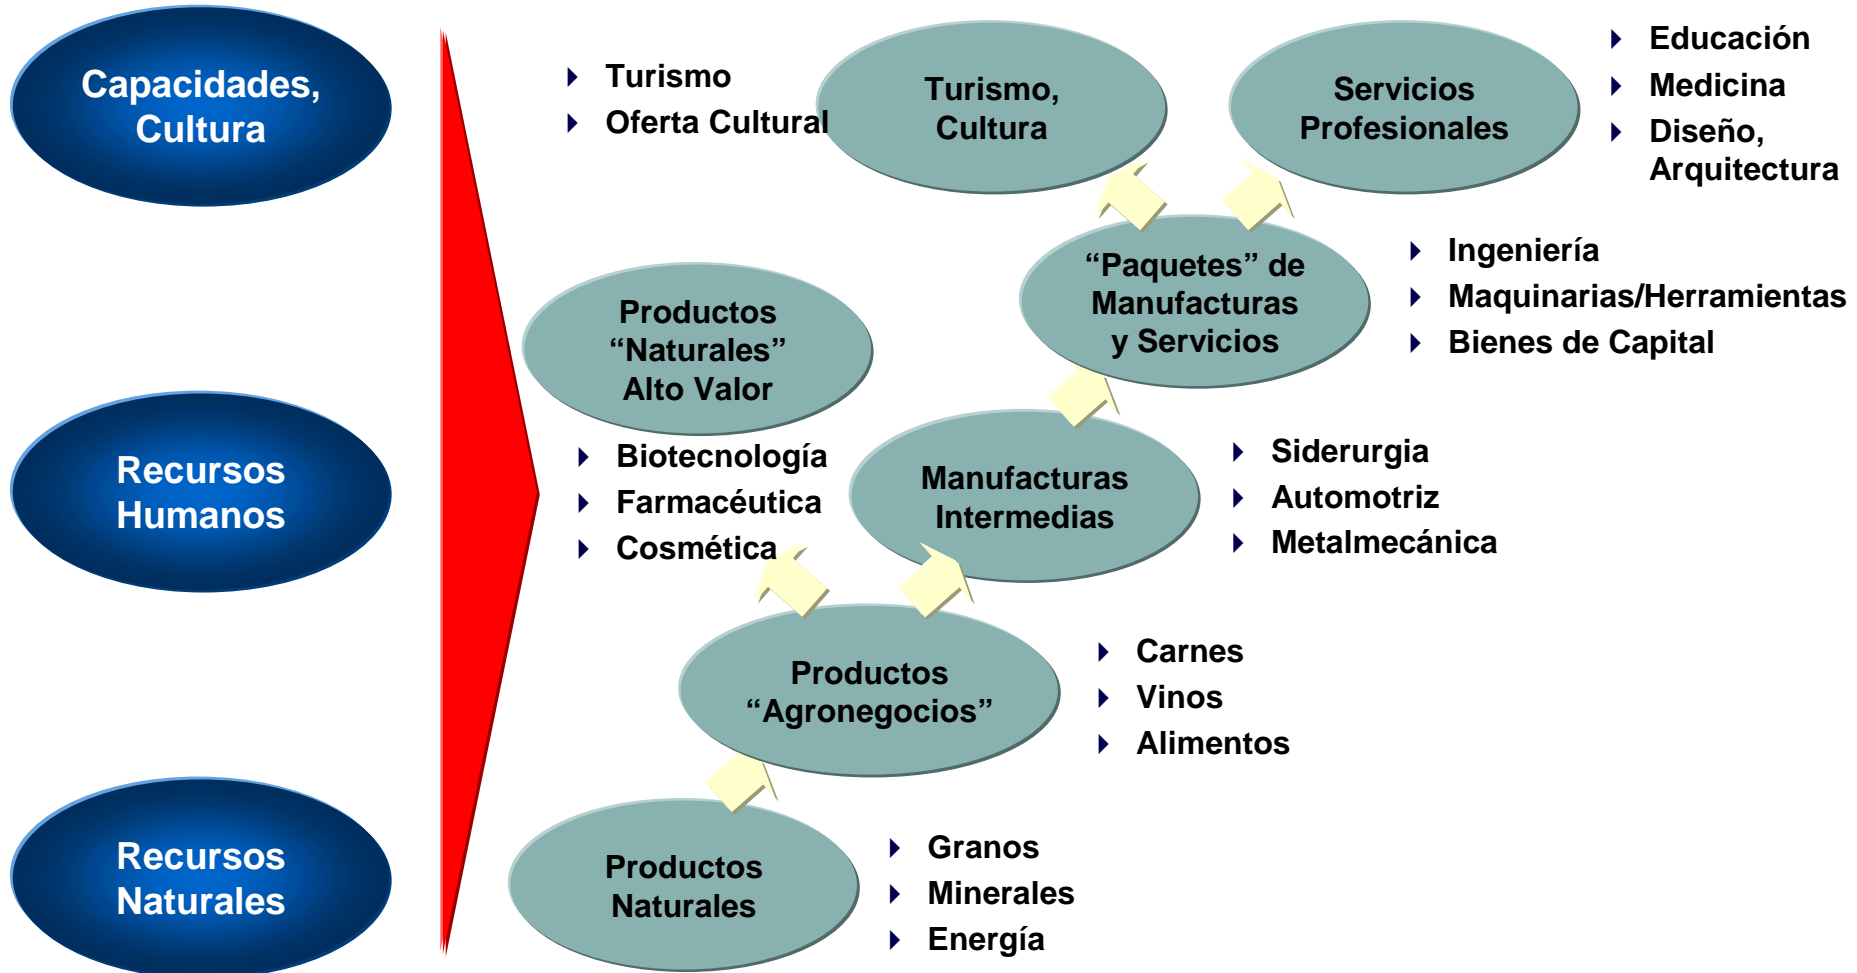 Capacidades,
Cultura
Recursos
Humanos
Recursos
Naturales
Turismo
Oferta Cultural
Turismo,
Cultura
Servicios
Profesionales
Educación
Medicina
Diseño,
Arquitectura
“Paquetes” de
Manufacturas
y Servicios
Ingeniería
Maquinarias/Herramientas
Bienes de Capital
Productos
“Naturales”
Alto Valor
Biotecnología
Farmacéutica
Cosmética
Manufacturas
Intermedias
Siderurgia
Automotriz
Metalmecánica
Productos
“Agronegocios”
Carnes
Vinos
Alimentos
Productos
Naturales
Granos
Minerales
Energía